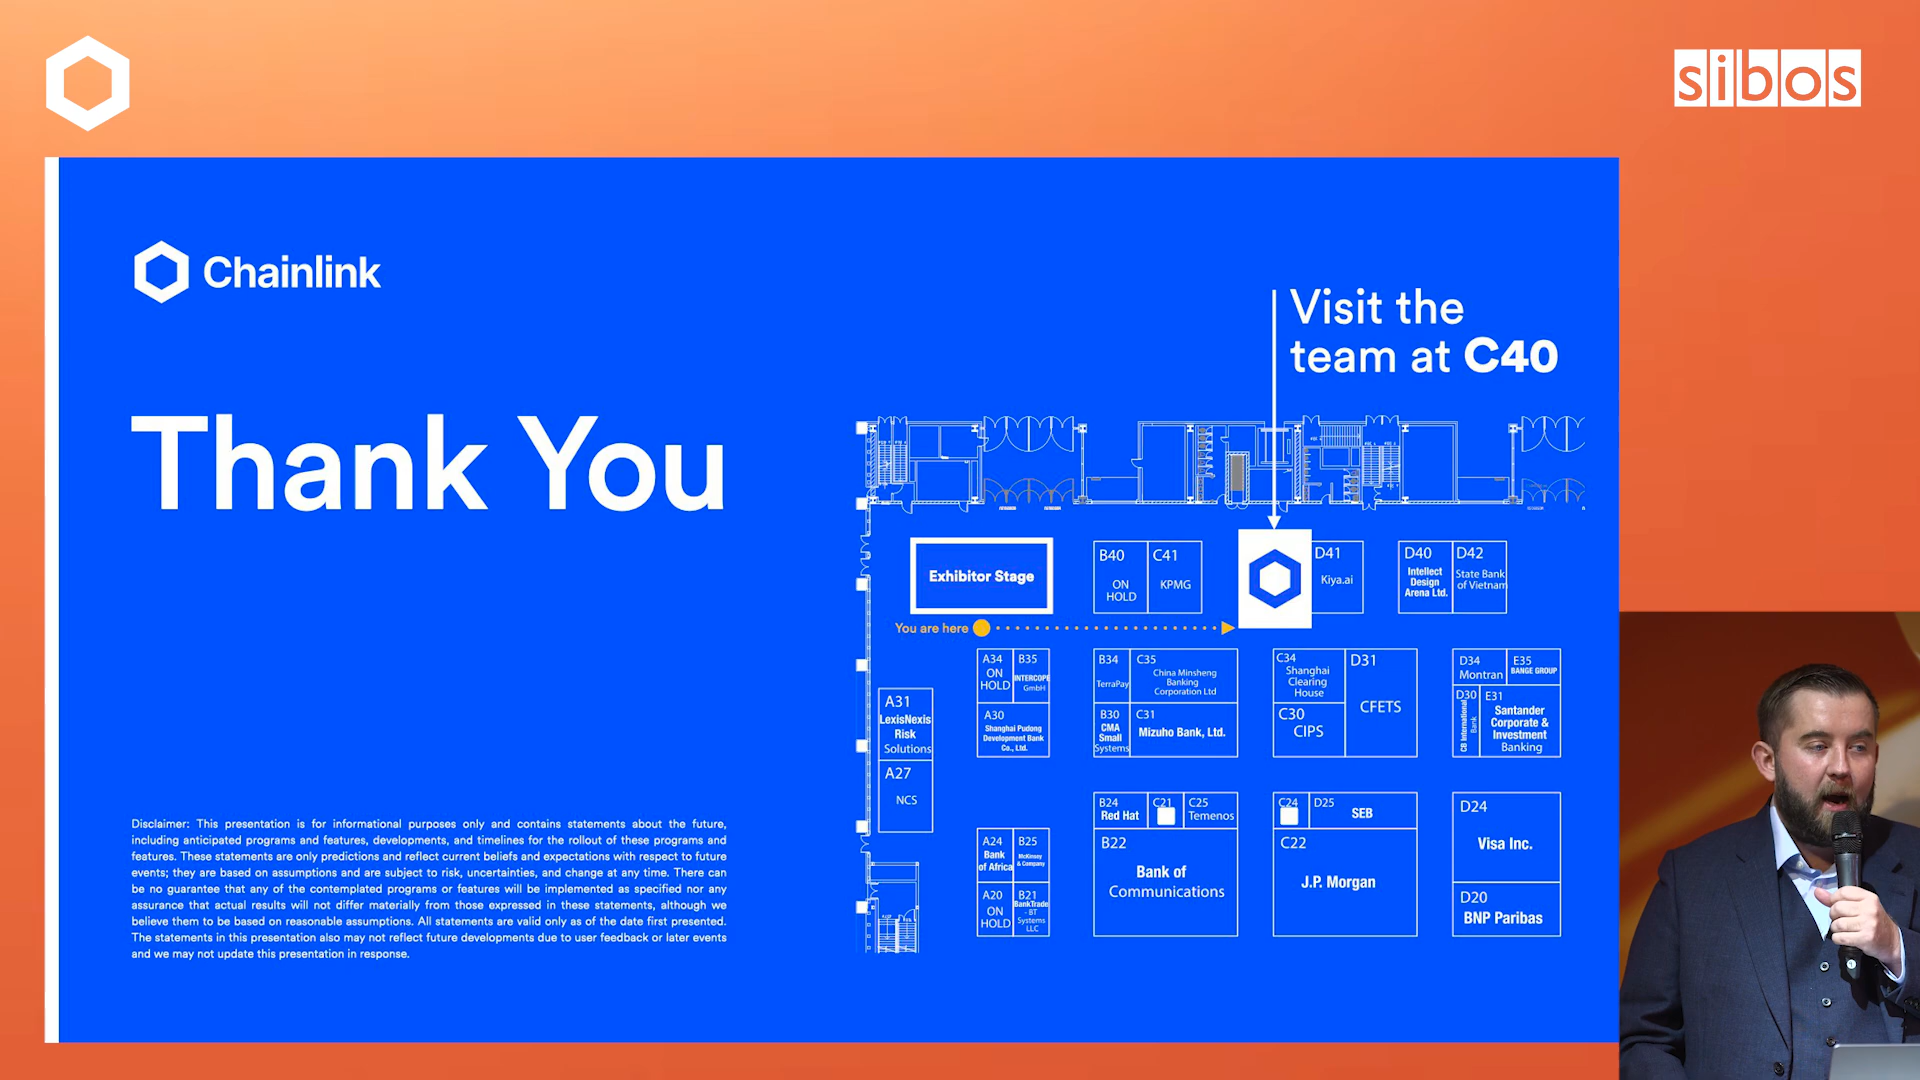 sibos
Chainlink
Visit the
team at C40
Thank You
Exhibitor Stage
B40
ON
HOLD
C41
KPMG
D41
Kiya.ai
D40
Intellect
Design
Arena Ltd.
D42
State Bank
of Vietnam
You are here
A34
ON
HOLD
B35
INTERCOPE
GmbH
A30
Shanghai Pudong
Development Bank
Co., Ltd.
B34
TerraPay
C35
China Minsheng
Banking
Corporation Ltd
B30
CMA
Small
Systems
C31
Mizuho Bank, Ltd.
C34
Shanghai
Clearing
House
C30
CIPS
D31
CFETS
D34
Montran
E35
BANGE GROUP
D30
CB International
Bank
E31
Santander
Corporate &
Investment
Banking
A31
LexisNexis
Risk
Solutions
A27
NCS
B24
Red Hat
C21
C25
Temenos
C24
D25
SEB
D24
Visa Inc.
A24
Bank
of Africa
B25
McKinsey
& Company
A20
ON
HOLD
B21
BankTrade
- BT
Systems
LLC
B22
Bank of
Communications
C22
J.P. Morgan
D20
BNP Paribas
Disclaimer: This presentation is for informational purposes only and contains statements about the future,
including anticipated programs and features, developments, and timelines for the rollout of these programs and
features. These statements are only predictions and reflect current beliefs and expectations with respect to future
events; they are based on assumptions and are subject to risk, uncertainties, and change at any time. There can
be no guarantee that any of the contemplated programs or features will be implemented as specified nor any
assurance that actual results will not differ materially from those expressed in these statements, although we
believe them to be based on reasonable assumptions. All statements are valid only as of the date first presented.
The statements in this presentation also may not reflect future developments due to user feedback or later events
and we may not update this presentation in response.